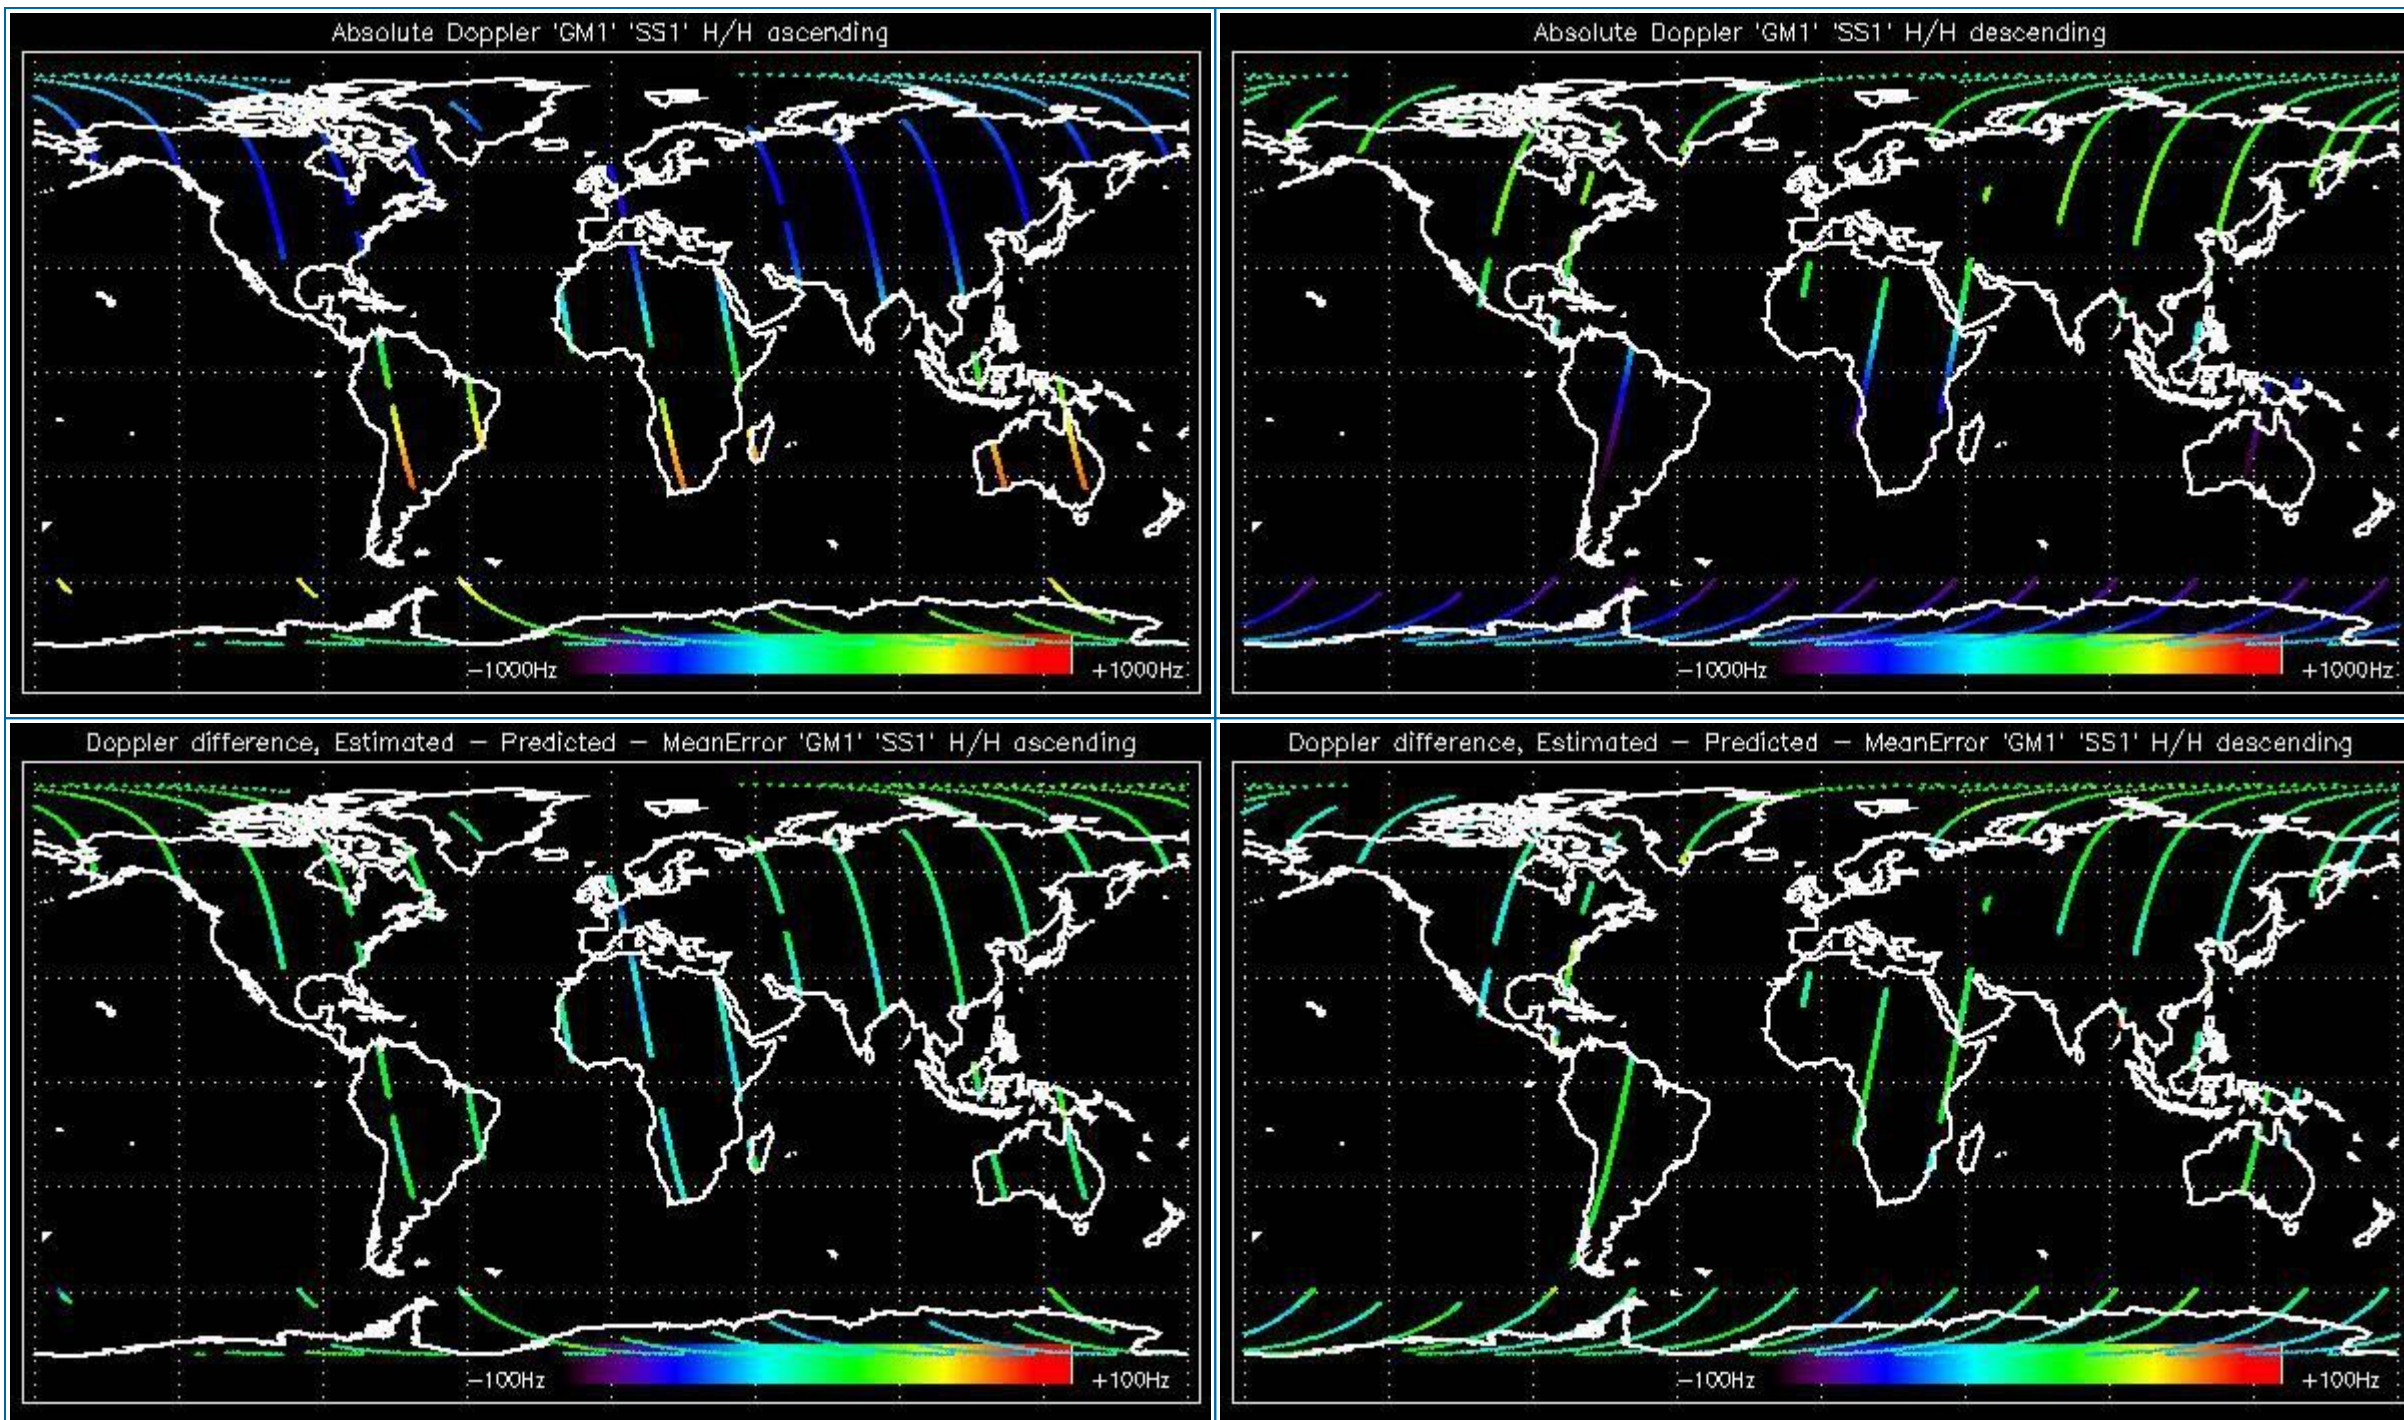 Absolute Doppler 'GM1' 'SS1' H/H ascending
-1000Hz +1000Hz
Absolute Doppler 'GM1' 'SS1' H/H descending
-1000Hz +1000Hz
Doppler difference, Estimated - Predicted - MeanError 'GM1' 'SS1' H/H ascending
-100Hz +100Hz
Doppler difference, Estimated - Predicted - MeanError 'GM1' 'SS1' H/H descending
-100Hz +100Hz